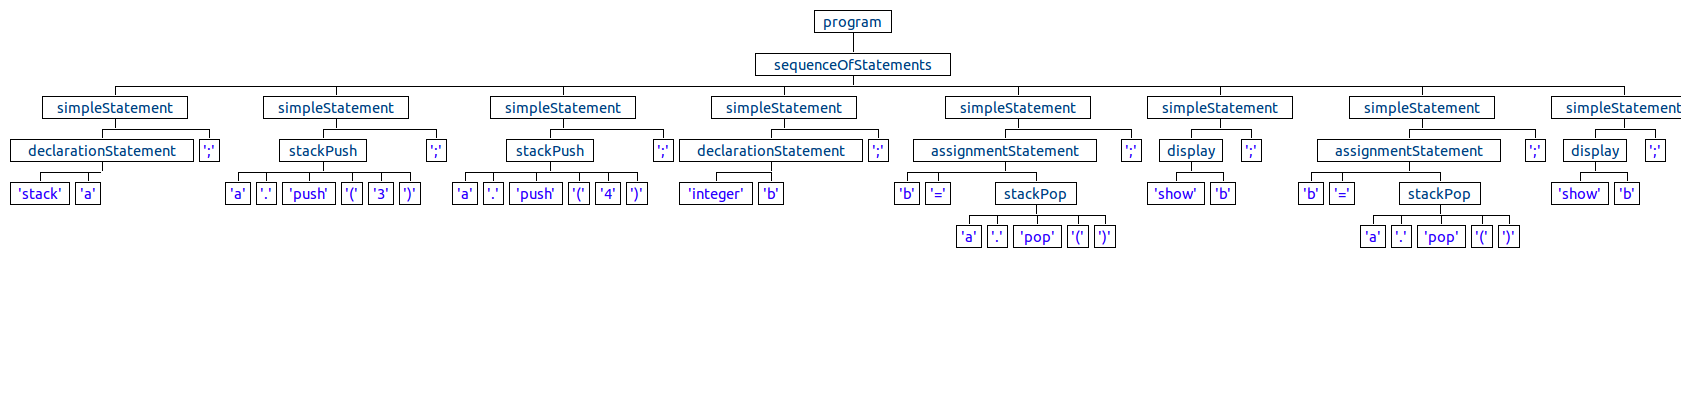 program
sequenceOfStatements
simpleStatement simpleStatement simpleStatement simpleStatement simpleStatement simpleStatement simpleStatement simpleStatement
declarationStatement ';' stackPush ';' stackPush ';' declarationStatement ';' assignmentStatement ';' display ';' assignmentStatement ';' display ';'
'stack' 'a' 'a' '.' 'push' '(' '3' ')' 'a' '.' 'push' '(' '4' ')' 'integer' 'b' 'b' '=' stackPop 'show' 'b' 'b' '=' stackPop 'show' 'b'
'a' '.' 'pop' '(' ')' 'a' '.' 'pop' '(' ')'